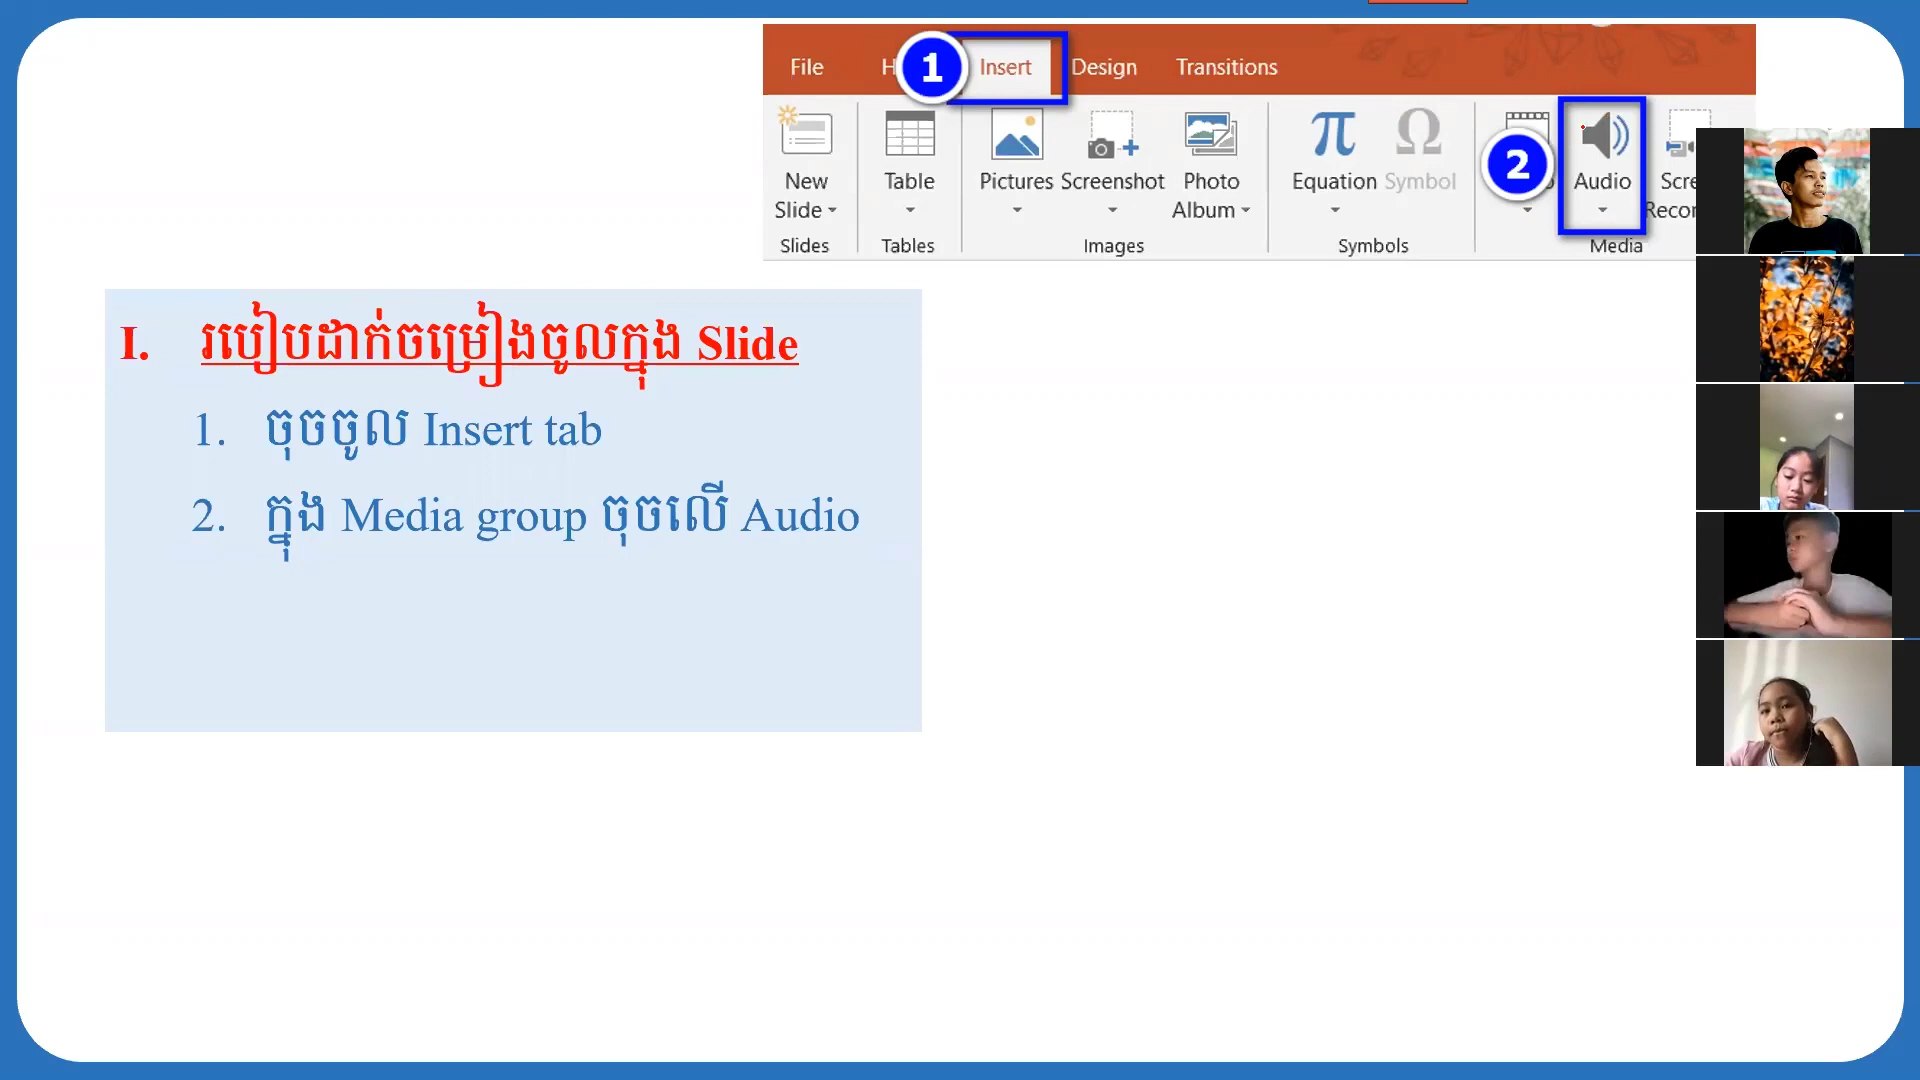 File Insert Design Transitions
1
2
New Slide Table Pictures Screenshot Photo Album Equation Symbol Audio
Slides Tables Images Symbols Media
I. របៀបដាក់ចម្រៀងចូលក្នុង Slide
1. ចុចចូល Insert tab
2. ក្នុង Media group ចុចលើ Audio